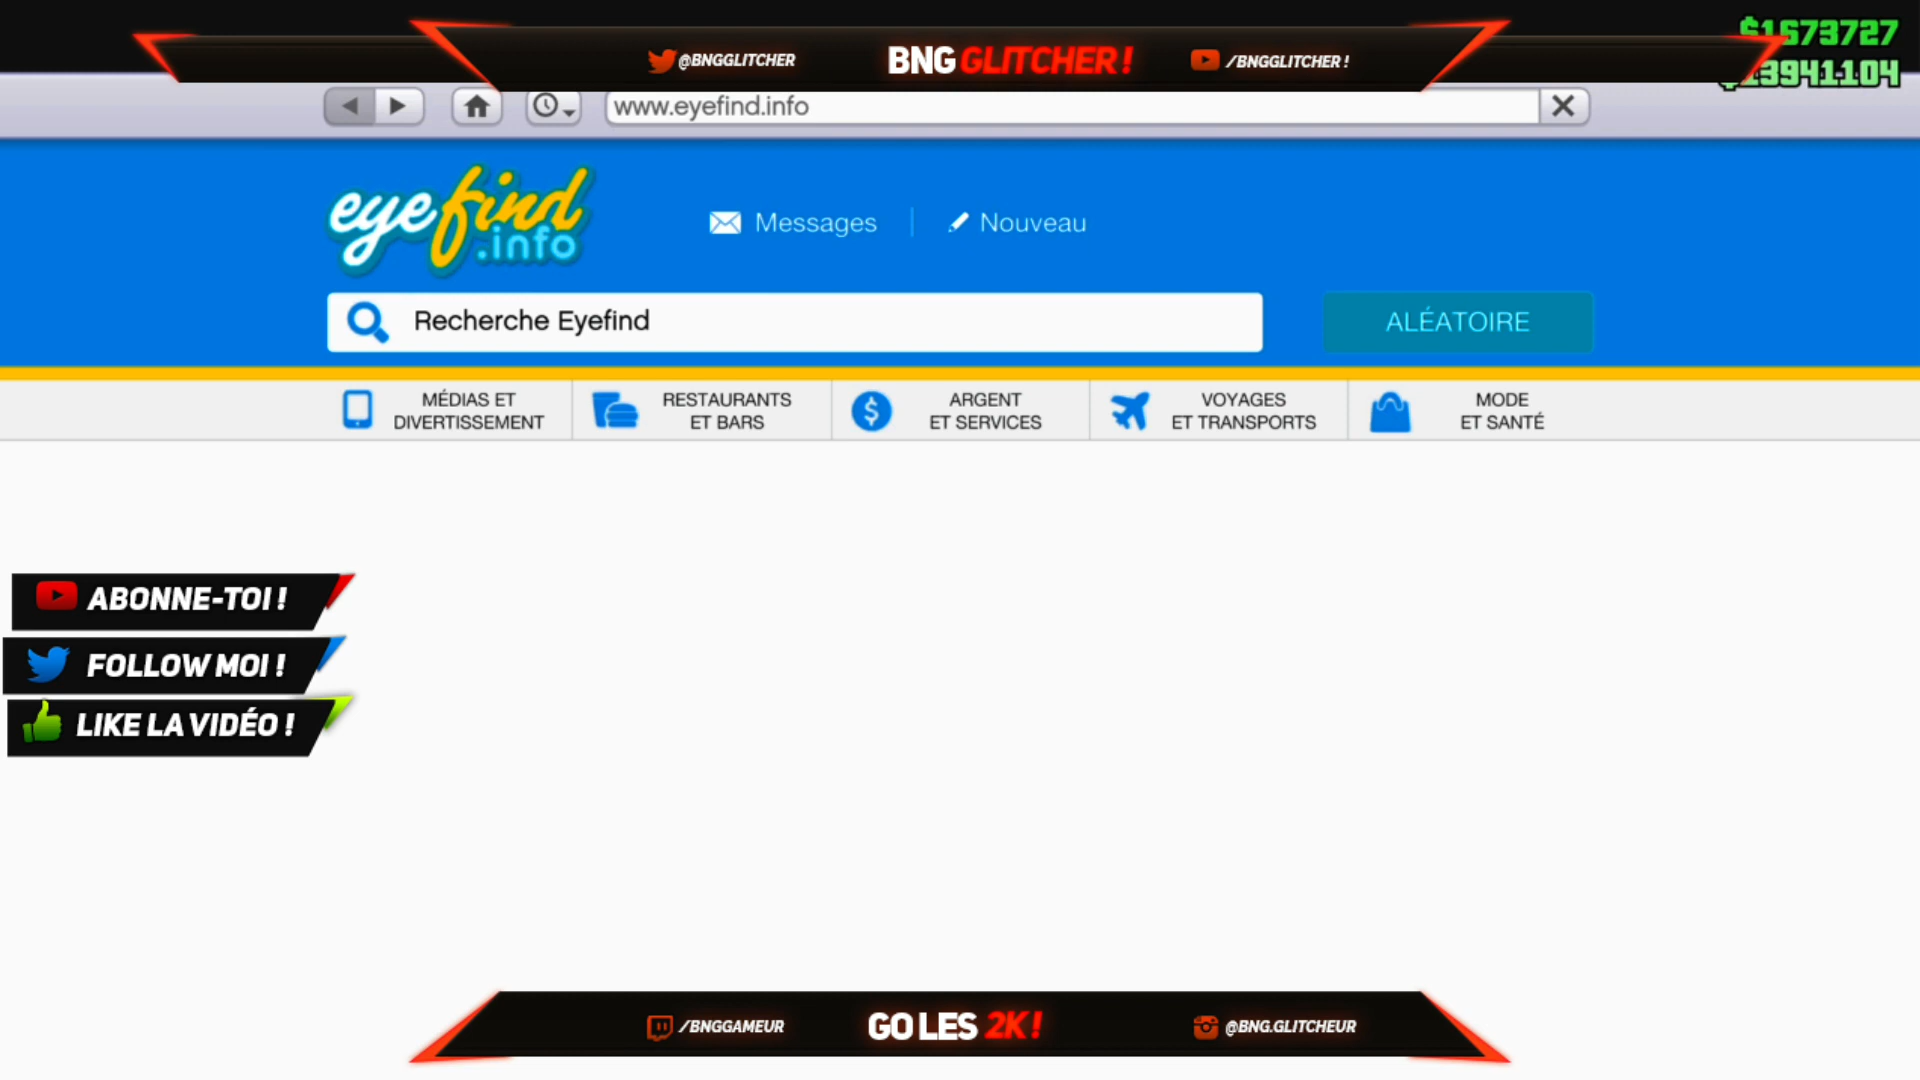 @BNGGLITCHER
BNG GLITCHER !
/BNGGLITCHER !
$1673727
$13941104
www.eyefind.info
eyefind
.info
Messages
Nouveau
Recherche Eyefind
ALÉATOIRE
MÉDIAS ET
DIVERTISSEMENT
RESTAURANTS
ET BARS
ARGENT
ET SERVICES
VOYAGES
ET TRANSPORTS
MODE
ET SANTÉ
ABONNE-TOI !
FOLLOW MOI !
LIKE LA VIDÉO !
/BNGGAMEUR
GO LES 2K !
@BNG.GLITCHEUR